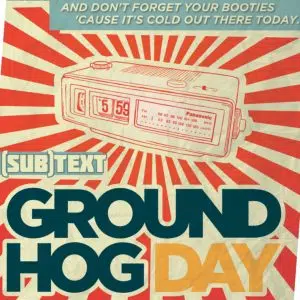 AND DON'T FORGET YOUR BOOTIES
'CAUSE IT'S COLD OUT THERE TODAY.
5 59
Panasonic
(SUB)TEXT
GROUND
HOG DAY